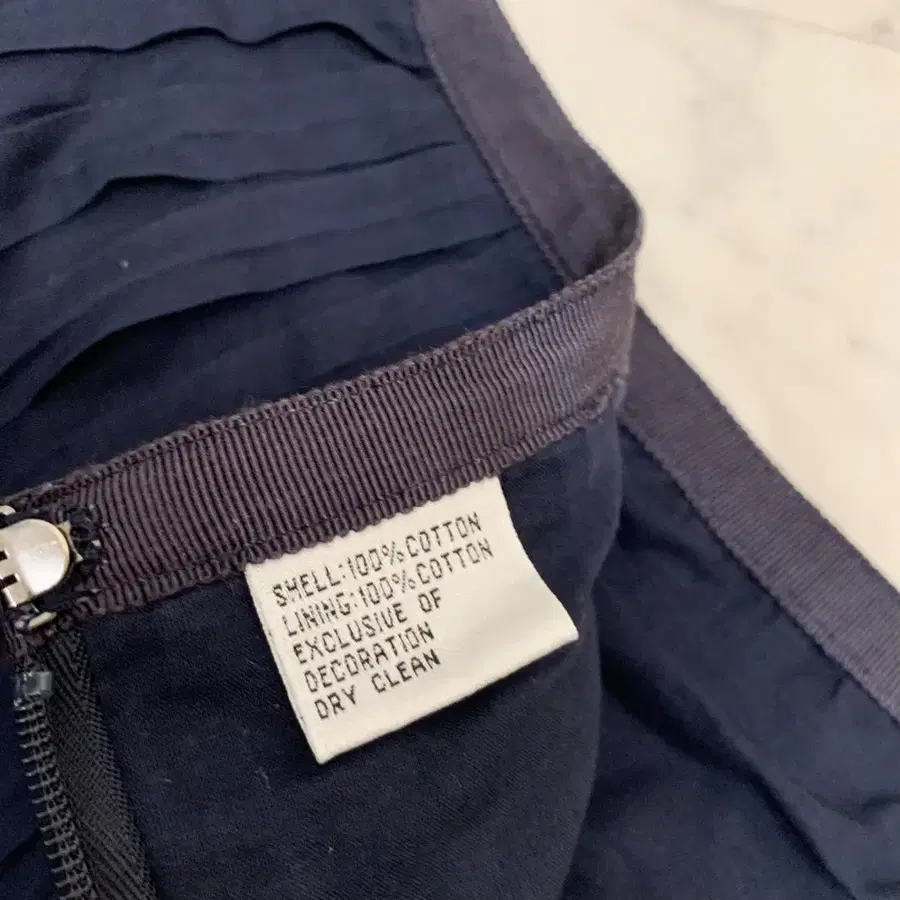 SHELL:100%COTTON
LINING:100%COTTON
EXCLUSIVE OF
DECORATION
DRY CLEAN